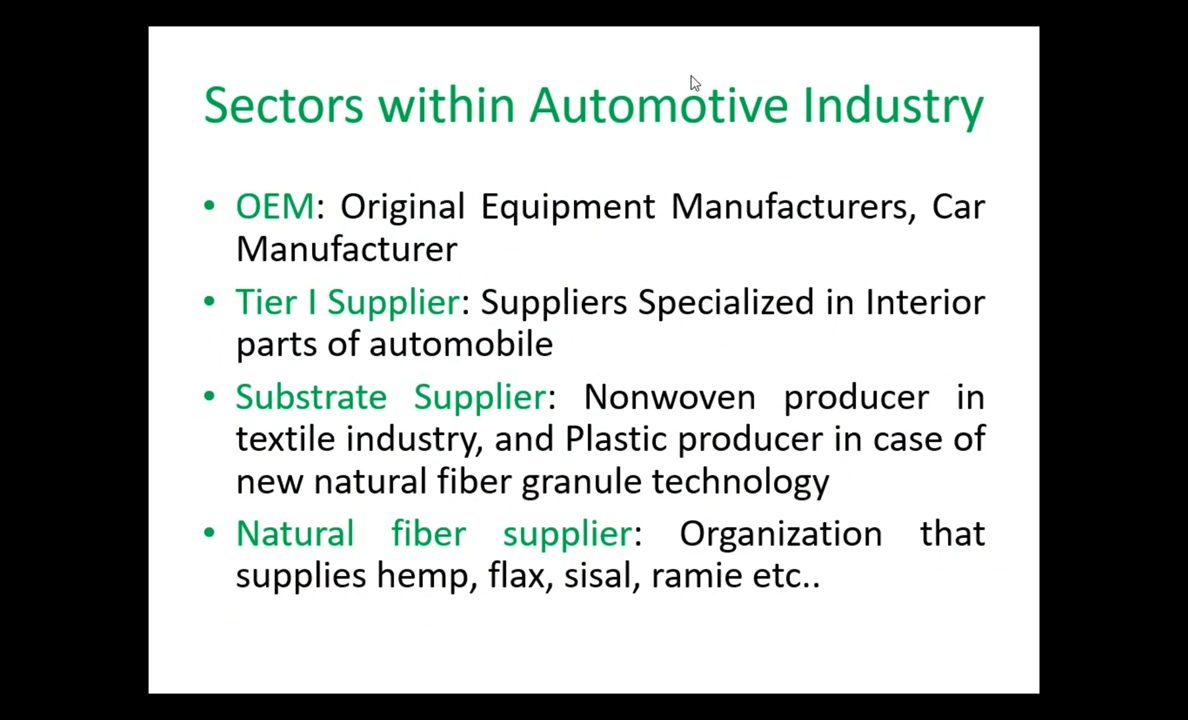 Sectors within Automotive Industry
• OEM: Original Equipment Manufacturers, Car
Manufacturer
• Tier I Supplier: Suppliers Specialized in Interior
parts of automobile
• Substrate Supplier: Nonwoven producer in
textile industry, and Plastic producer in case of
new natural fiber granule technology
• Natural fiber supplier: Organization that
supplies hemp, flax, sisal, ramie etc..